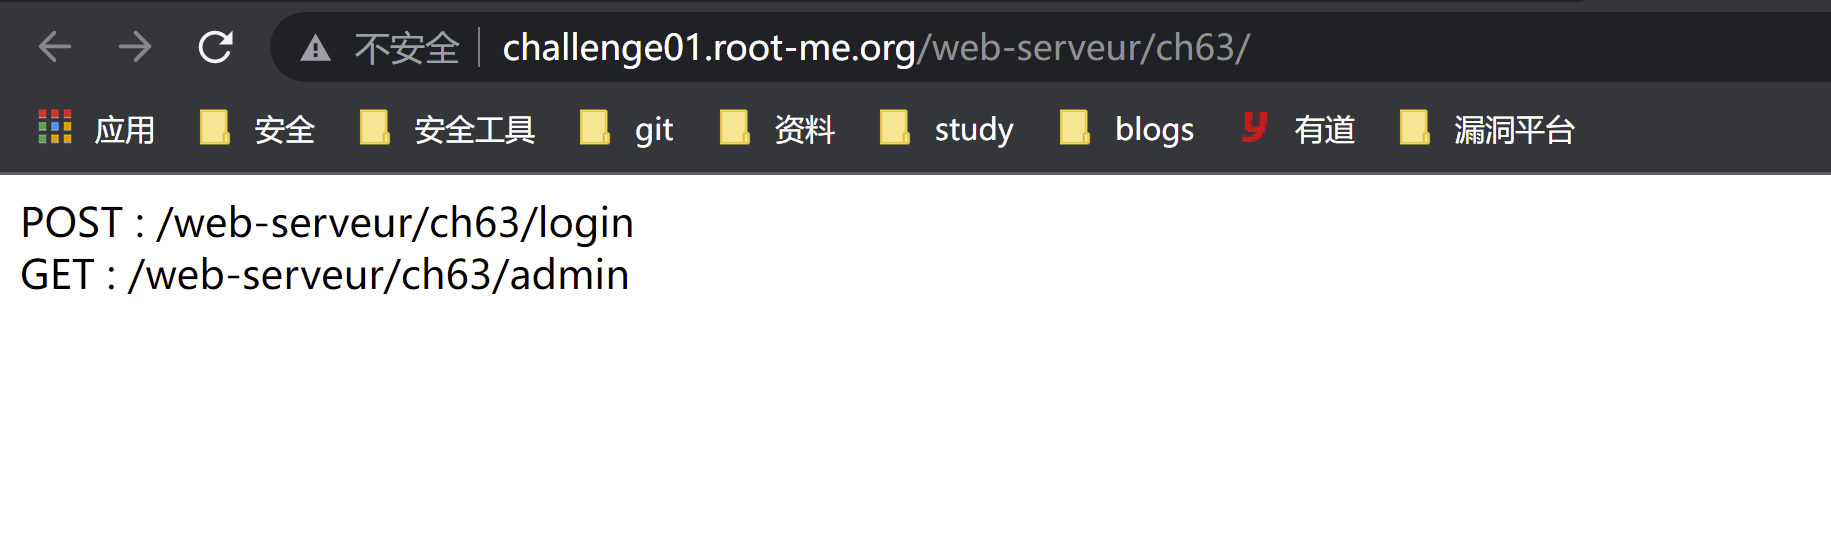 不安全 challenge01.root-me.org/web-serveur/ch63/
应用 安全 安全工具 git 资料 study blogs 有道 漏洞平台
POST : /web-serveur/ch63/login
GET : /web-serveur/ch63/admin